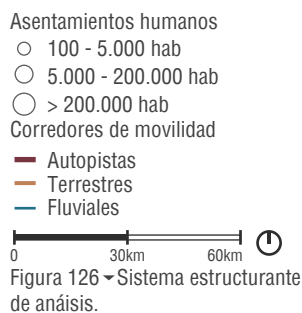 Asentamientos humanos
100 - 5.000 hab
5.000 - 200.000 hab
> 200.000 hab
Corredores de movilidad
Autopistas
Terrestres
Fluviales
0 30km 60km
Figura 126 Sistema estructurante
de anáisis.